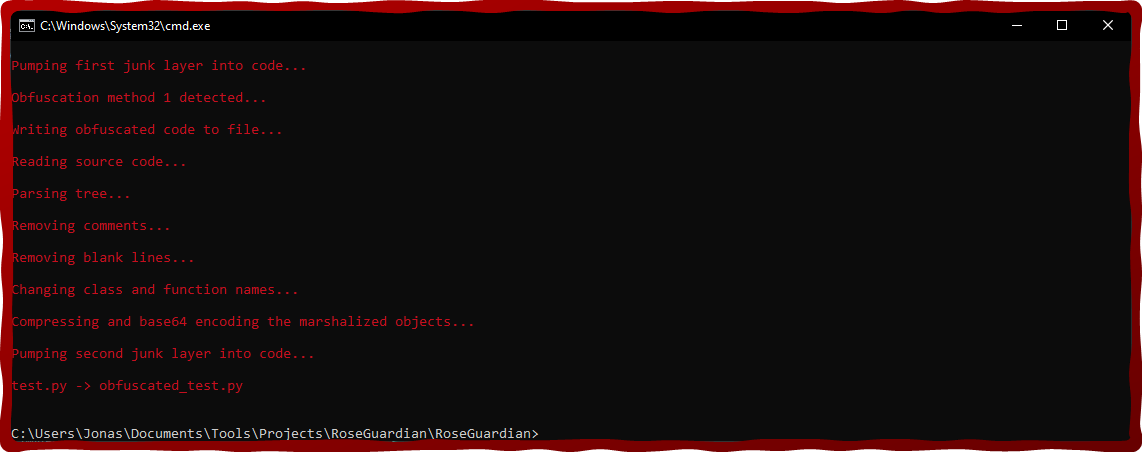 C:\Windows\System32\cmd.exe
Pumping first junk layer into code...
Obfuscation method 1 detected...
Writing obfuscated code to file...
Reading source code...
Parsing tree...
Removing comments...
Removing blank lines...
Changing class and function names...
Compressing and base64 encoding the marshalized objects...
Pumping second junk layer into code...
test.py -> obfuscated_test.py
C:\Users\Jonas\Documents\Tools\Projects\RoseGuardian\RoseGuardian>